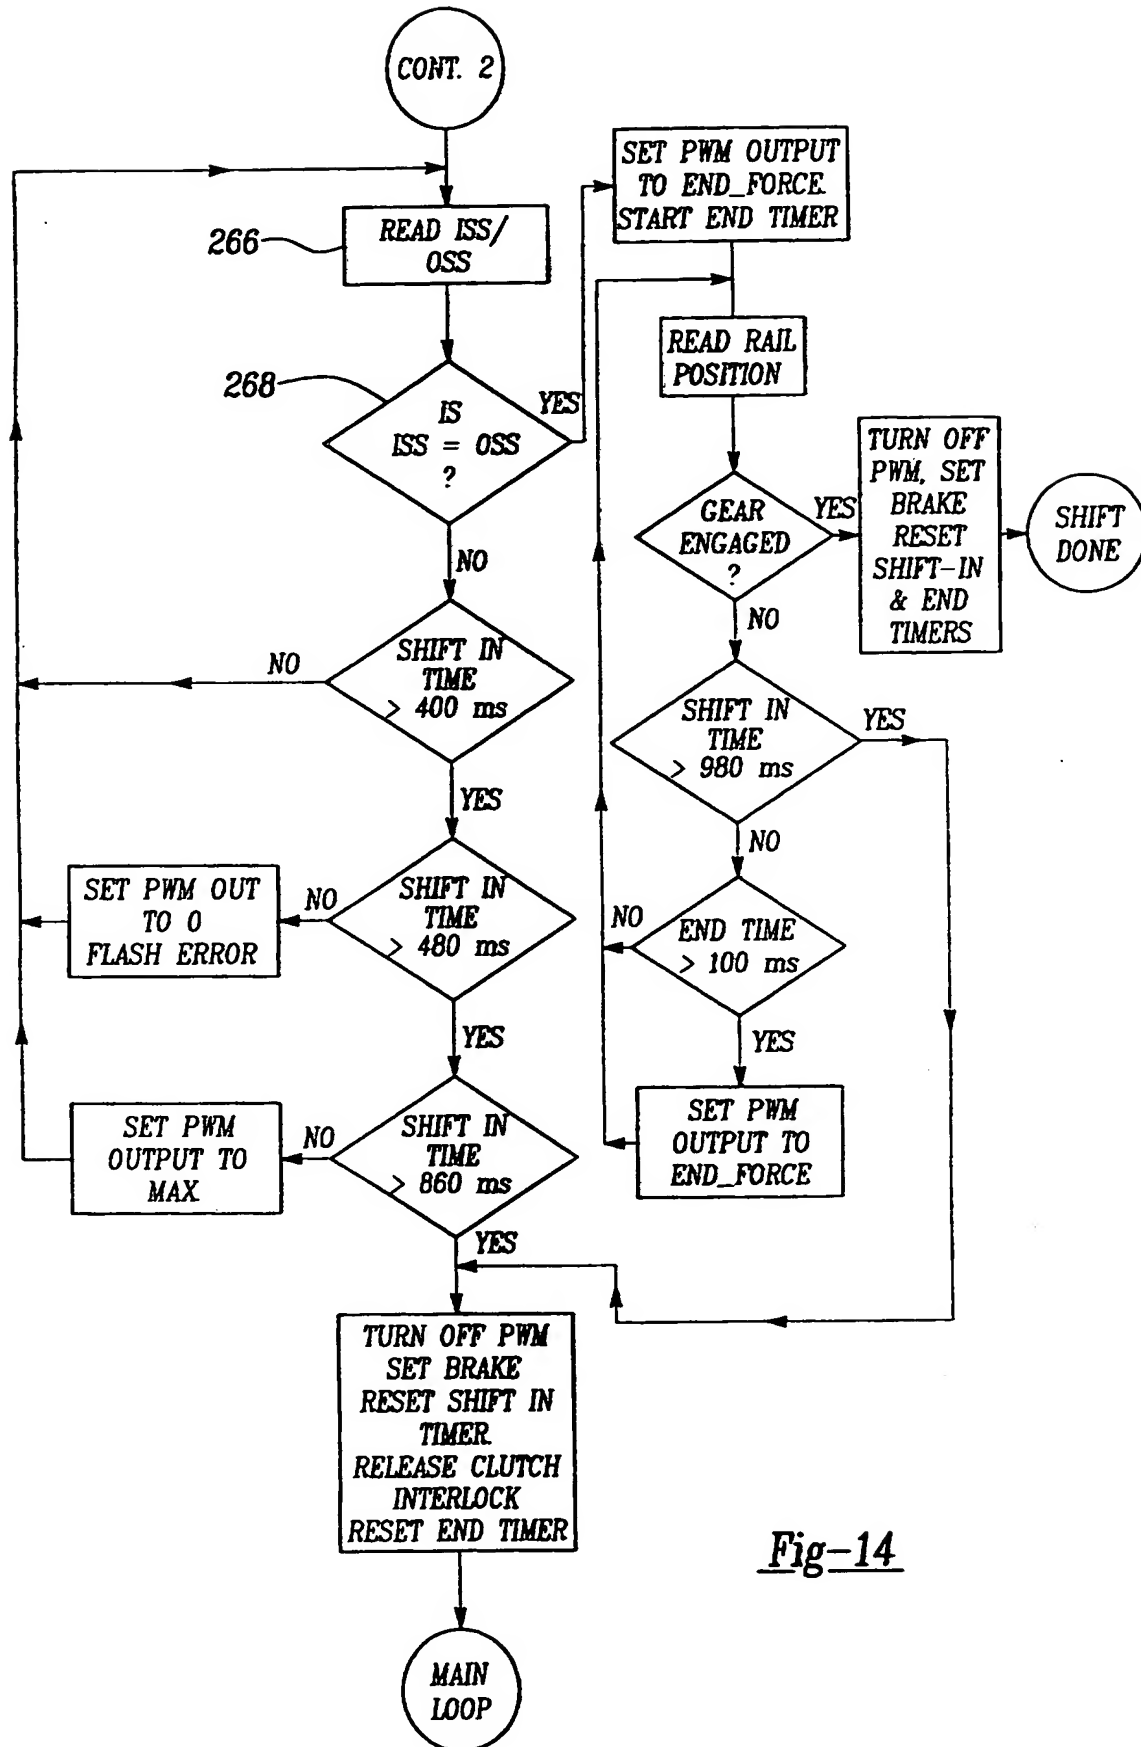 CONT. 2
266
READ ISS/
OSS
268
IS
ISS = OSS
?
YES
NO
SHIFT IN
TIME
> 400 ms
NO
YES
SHIFT IN
TIME
> 480 ms
NO
SET PWM OUT
TO 0
FLASH ERROR
YES
SHIFT IN
TIME
> 860 ms
NO
SET PWM
OUTPUT TO
MAX.
YES
TURN OFF PWM
SET BRAKE
RESET SHIFT IN
TIMER.
RELEASE CLUTCH
INTERLOCK
RESET END TIMER
MAIN
LOOP
SET PWM OUTPUT
TO END_FORCE.
START END TIMER
READ RAIL
POSITION
GEAR
ENGAGED
?
YES
TURN OFF
PWM, SET
BRAKE
RESET
SHIFT-IN
& END
TIMERS
SHIFT
DONE
NO
SHIFT IN
TIME
> 980 ms
YES
NO
END TIME
> 100 ms
NO
YES
SET PWM
OUTPUT TO
END_FORCE
Fig-14